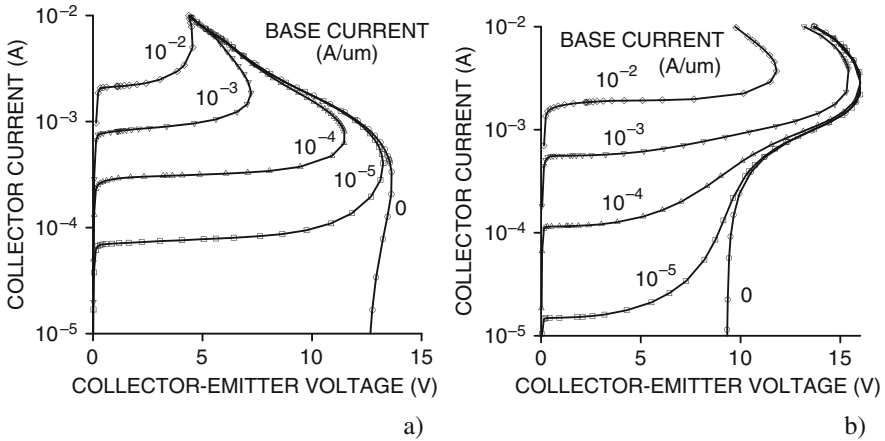 COLLECTOR CURRENT (A)
10⁻²
10⁻³
10⁻⁴
10⁻⁵
BASE CURRENT
(A/um)
10⁻²
10⁻³
10⁻⁴
10⁻⁵
0
0
5
10
15
COLLECTOR-EMITTER VOLTAGE (V)
a)
COLLECTOR CURRENT (A)
10⁻²
10⁻³
10⁻⁴
10⁻⁵
BASE CURRENT
(A/um)
10⁻²
10⁻³
10⁻⁴
10⁻⁵
0
0
5
10
15
COLLECTOR-EMITTER VOLTAGE (V)
b)